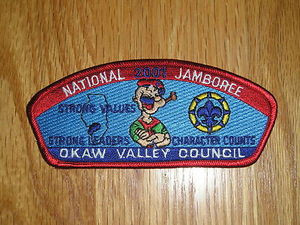 NATIONAL 2001 JAMBOREE
STRONG VALUES
STRONG LEADERS CHARACTER COUNTS
OKAW VALLEY COUNCIL